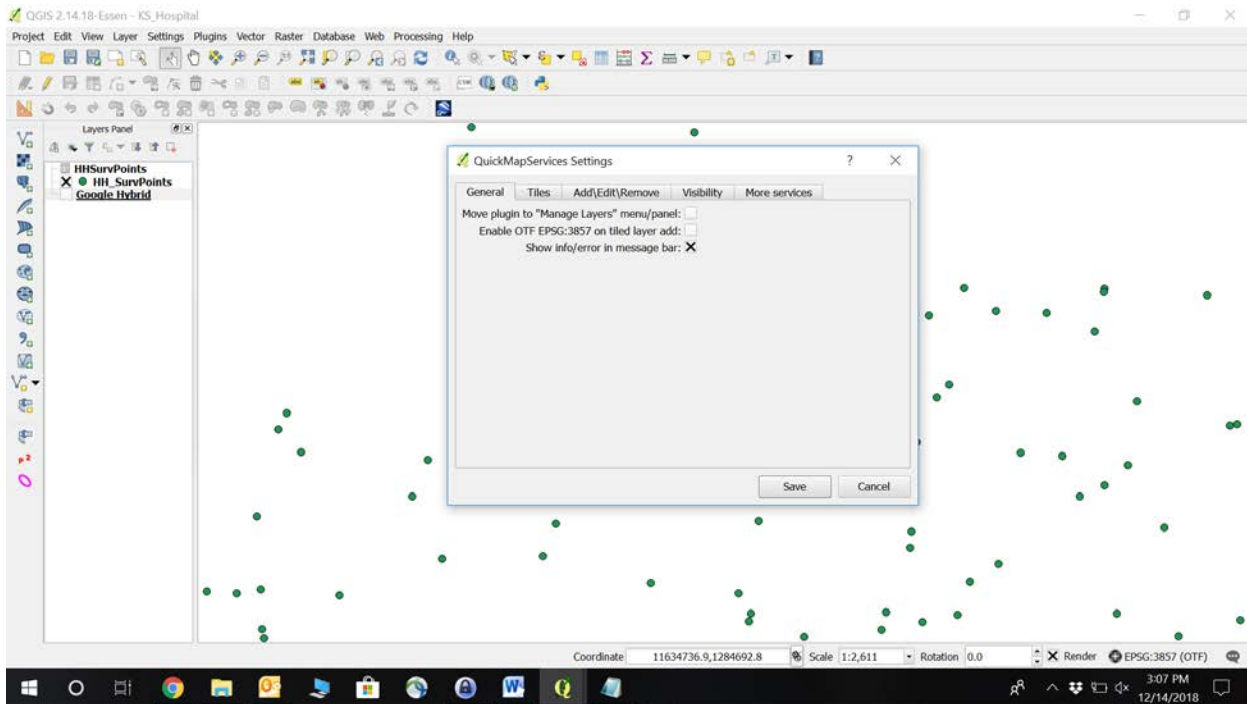 QGIS 2.14.18-Essen - KS_Hospital
Project Edit View Layer Settings Plugins Vector Raster Database Web Processing Help
Layers Panel
HHSurvPoints
HH_SurvPoints
Google Hybrid
QuickMapServices Settings
General Tiles Add\Edit\Remove Visibility More services
Move plugin to "Manage Layers" menu/panel:
Enable OTF EPSG:3857 on tiled layer add:
Show info/error in message bar:
Save Cancel
Coordinate 11634736.9,1284692.8 Scale 1:2,611 Rotation 0.0 Render EPSG:3857 (OTF)
3:07 PM
12/14/2018